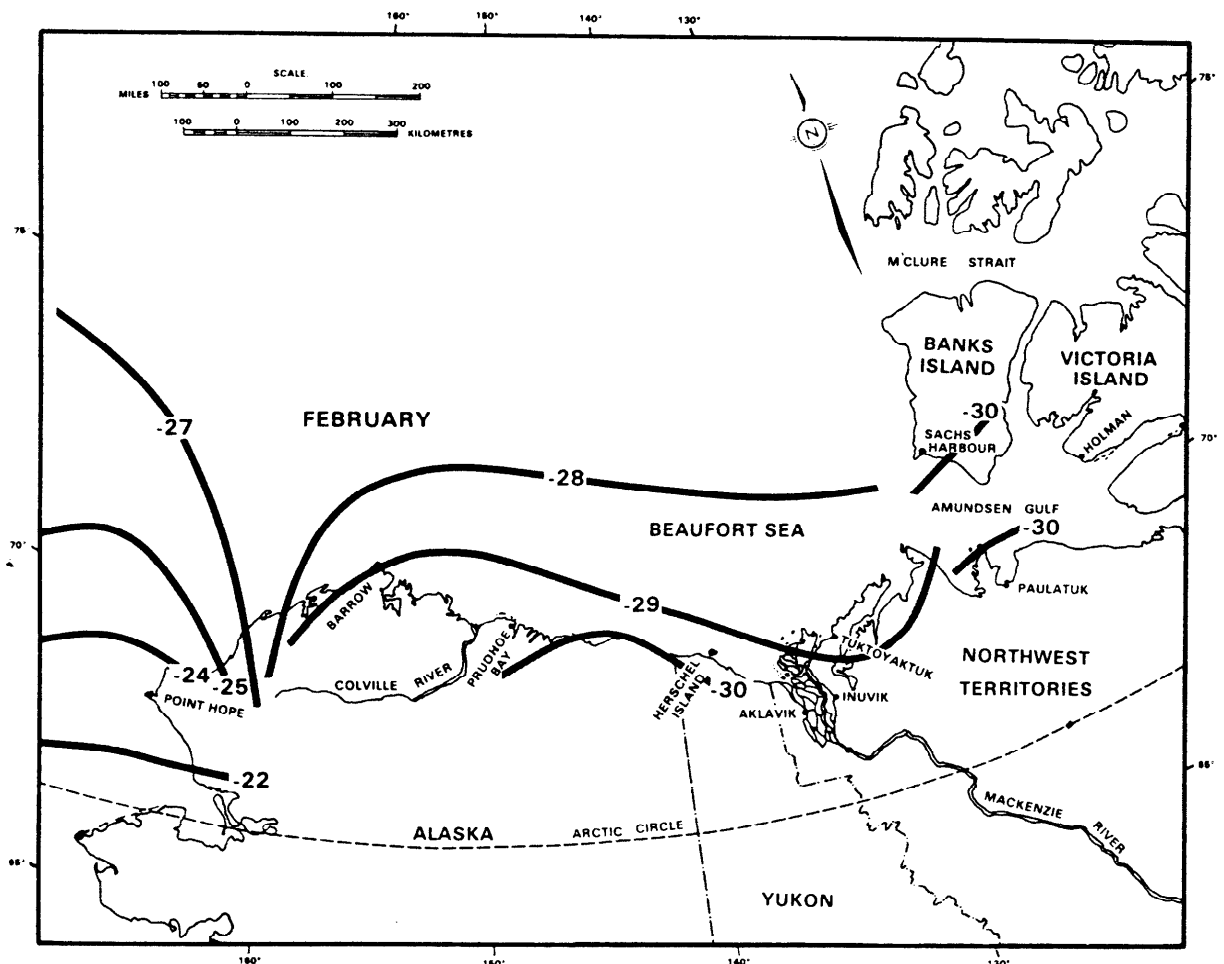 160° 150° 140° 130°
75°
SCALE
100 50 0 100 200
MILES
100 0 100 200 300
KILOMETRES
N
75°
M'CLURE STRAIT
BANKS
ISLAND
VICTORIA
ISLAND
-27
FEBRUARY
-30
SACHS
HARBOUR
HOLMAN
70°
-28
AMUNDSEN GULF
BEAUFORT SEA
-30
70°
BARROW
-29
PAULATUK
TUKTOYAKTUK
NORTHWEST
TERRITORIES
-24
-25
POINT HOPE
COLVILLE RIVER
PRUDHOE
BAY
HERSCHEL
ISLAND
-30
AKLAVIK
INUVIK
-22
65°
MACKENZIE RIVER
ALASKA
ARCTIC CIRCLE
65°
YUKON
160° 150° 140° 130°